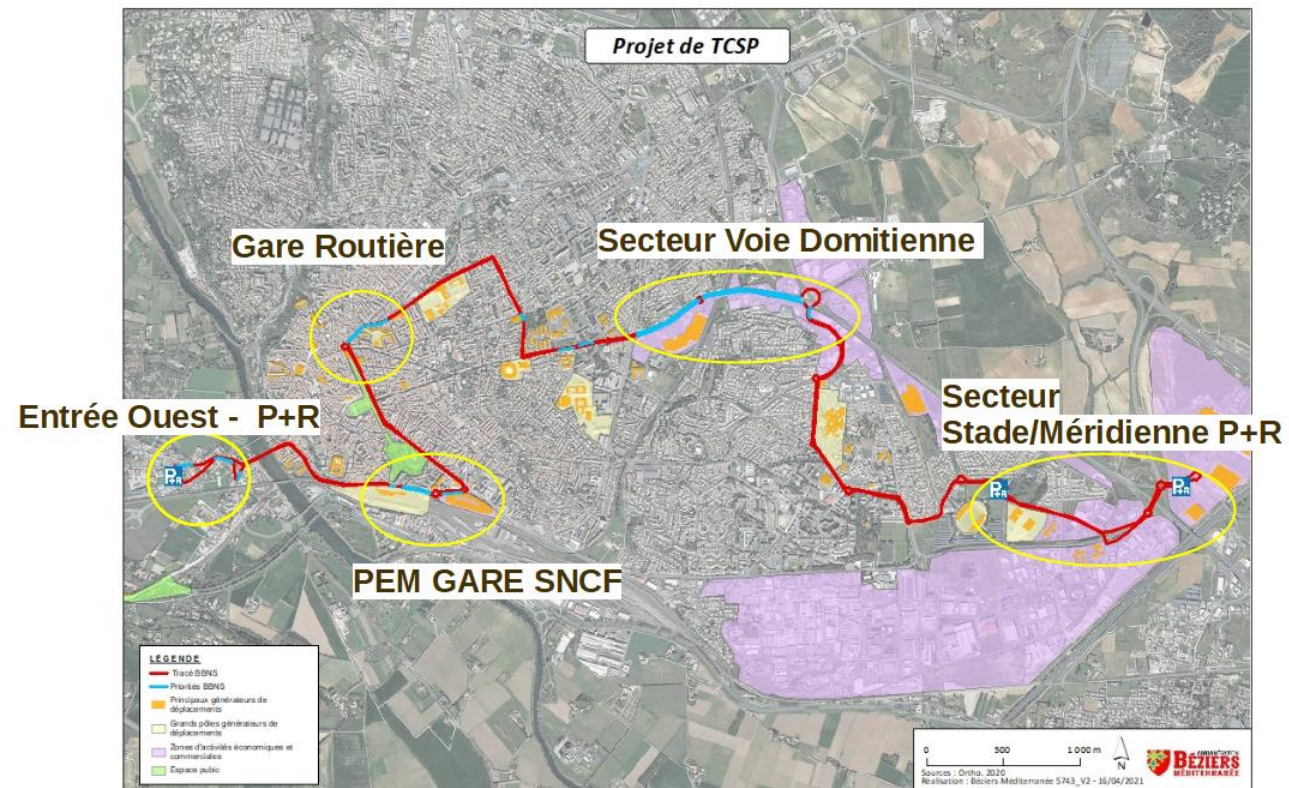 Projet de TCSP
Gare Routière
Secteur Voie Domitienne
Entrée Ouest - P+R
Secteur
Stade/Méridienne P+R
P+R
P+R
P+R
PEM GARE SNCF
LÉGENDE
Tracé BBNS
Priorités BBNS
Principaux générateurs de
déplacements
Grands pôles générateurs de
déplacements
Zones d'activités économiques et
commerciales
Espace pubic
0 500 1 000 m
N
Sources : Ortho. 2020
Réalisation : Béziers Méditerranée 5743_V2 - 16/04/2021
AGGLOMÉRATION
BÉZIERS
MÉDITERRANÉE